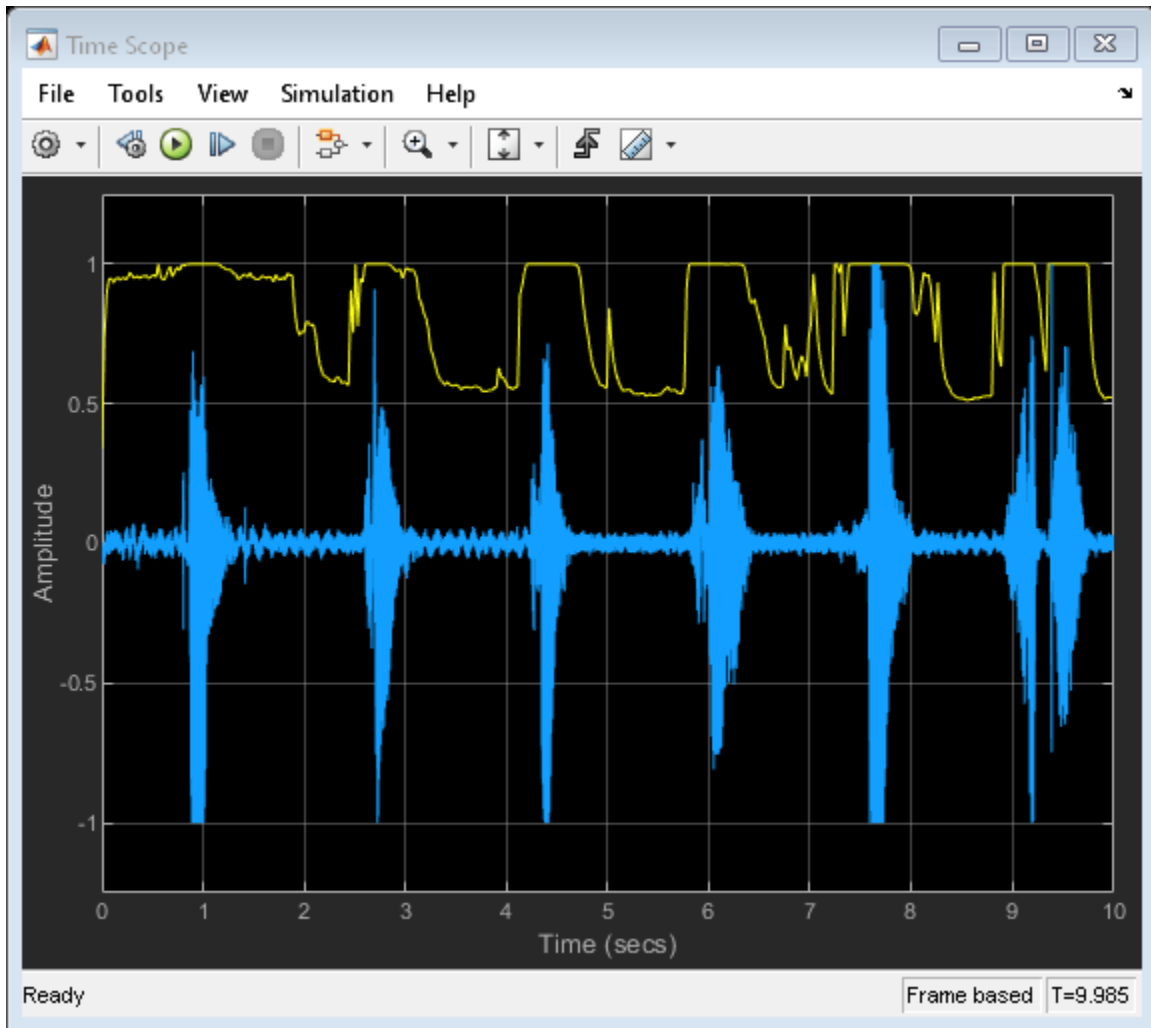 Time Scope
File Tools View Simulation Help
1
0.5
0
-0.5
-1
Amplitude
0 1 2 3 4 5 6 7 8 9 10
Time (secs)
Ready Frame based T=9.985